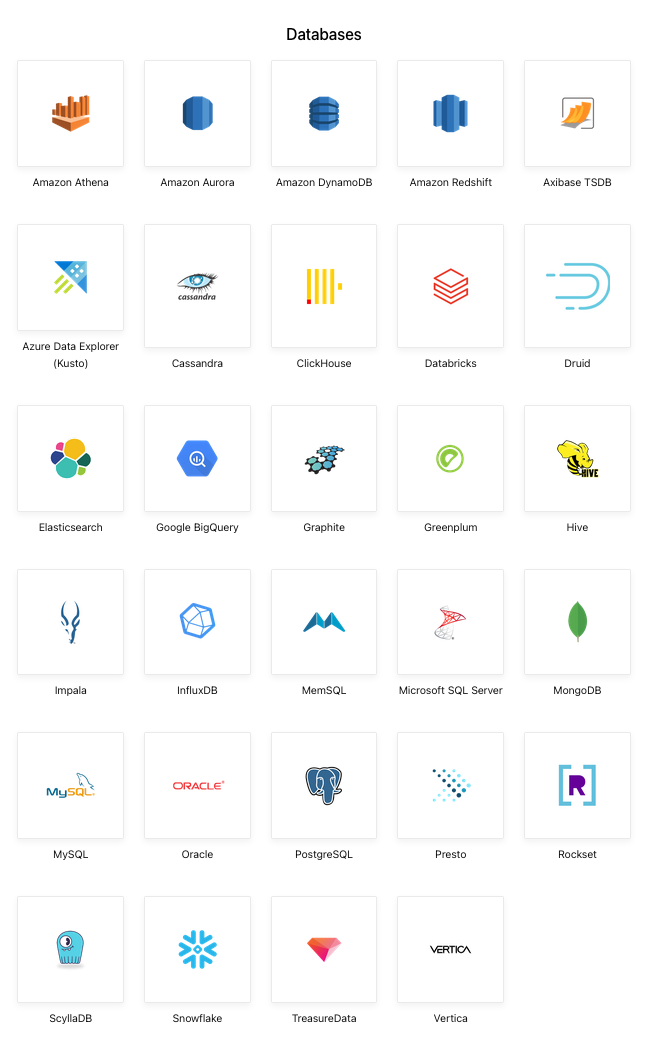 Databases
Amazon Athena
Amazon Aurora
Amazon DynamoDB
Amazon Redshift
Axibase TSDB
cassandra
Azure Data Explorer
(Kusto)
Cassandra
ClickHouse
Databricks
Druid
HIVE
Elasticsearch
Google BigQuery
Graphite
Greenplum
Hive
Impala
InfluxDB
MemSQL
Microsoft SQL Server
MongoDB
MySQL
ORACLE
R
MySQL
Oracle
PostgreSQL
Presto
Rockset
VERTICA
ScyllaDB
Snowflake
TreasureData
Vertica